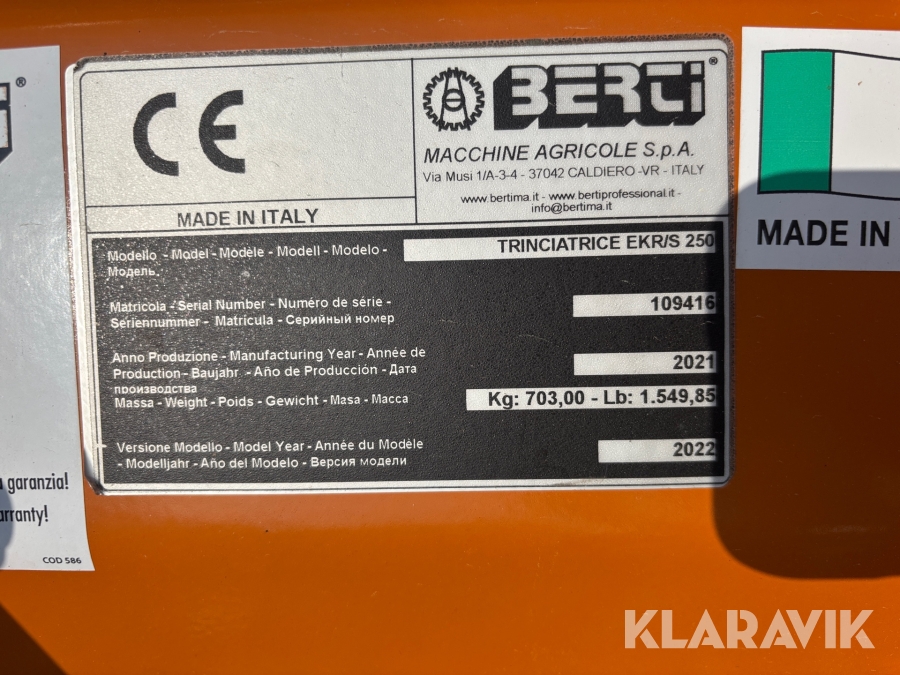 CE
MADE IN ITALY
BERTI®
MACCHINE AGRICOLE S.p.A.
Via Musi 1/A-3-4 - 37042 CALDIERO -VR - ITALY
www.bertima.it - www.bertiprofessional.it -
info@bertima.it
Modello - Model - Modèle - Modell - Modelo -
Модель.
TRINCIATRICE EKR/S 250
Matricola - Serial Number - Numéro de série -
Seriennummer - Matrícula - Серийный номер
109416
Anno Produzione - Manufacturing Year - Année de
Production - Baujahr - Año de Producción - Дата
производства
2021
Massa - Weight - Poids - Gewicht - Masa - Масса
Kg: 703,00 - Lb: 1.549,85
Versione Modello - Model Year - Année du Modèle
- Modelljahr - Año del Modelo - Версия модели
2022
MADE IN
garanzia!
arranty!
COD 586
KLARAVIK